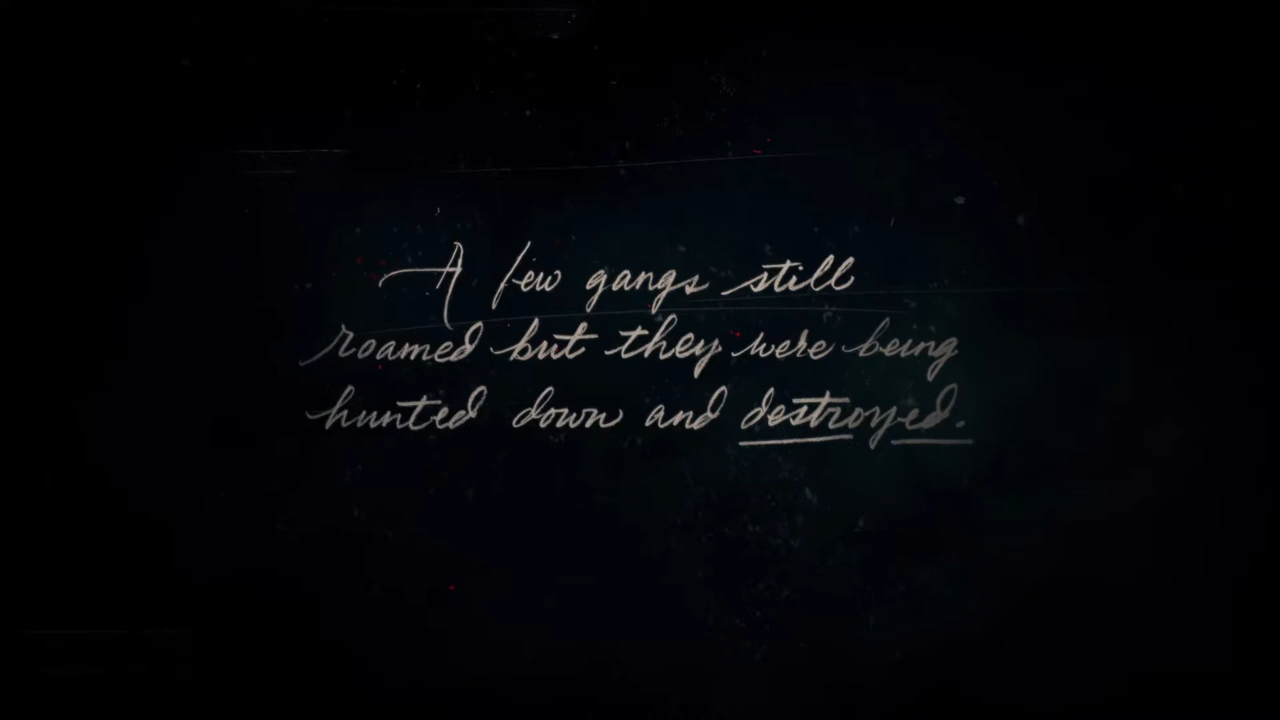 A few gangs still
roamed but they were being
hunted down and destroyed.